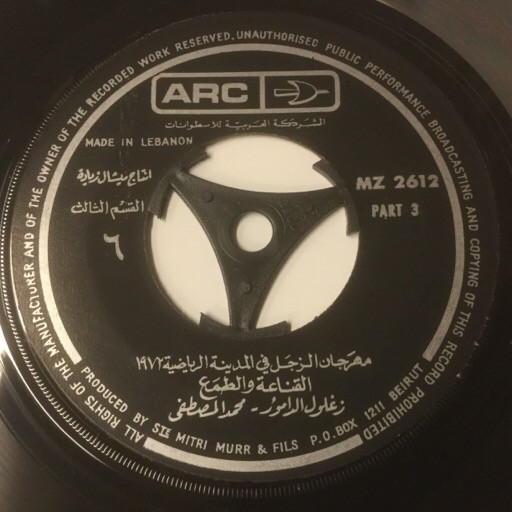 ALL RIGHTS OF THE MANUFACTURER AND OF THE OWNER OF THE RECORDED WORK RESERVED. UNAUTHORISED PUBLIC PERFORMANCE BROADCASTING AND COPYING OF THIS RECORD PROHIBITED
ARC
الشركة العربية للاسطوانات
MADE IN LEBANON
انتاج ميشال زيادة
MZ 2612
القسم الثالث
PART 3
٦
مهرجان الزجل في المدينة الرياضية ١٩٧٢
القناعة والطمع
زغلول الدامور - محمد المصطفى
PRODUCED BY STE MITRI MURR & FILS P.O. BOX 1211 BEIRUT